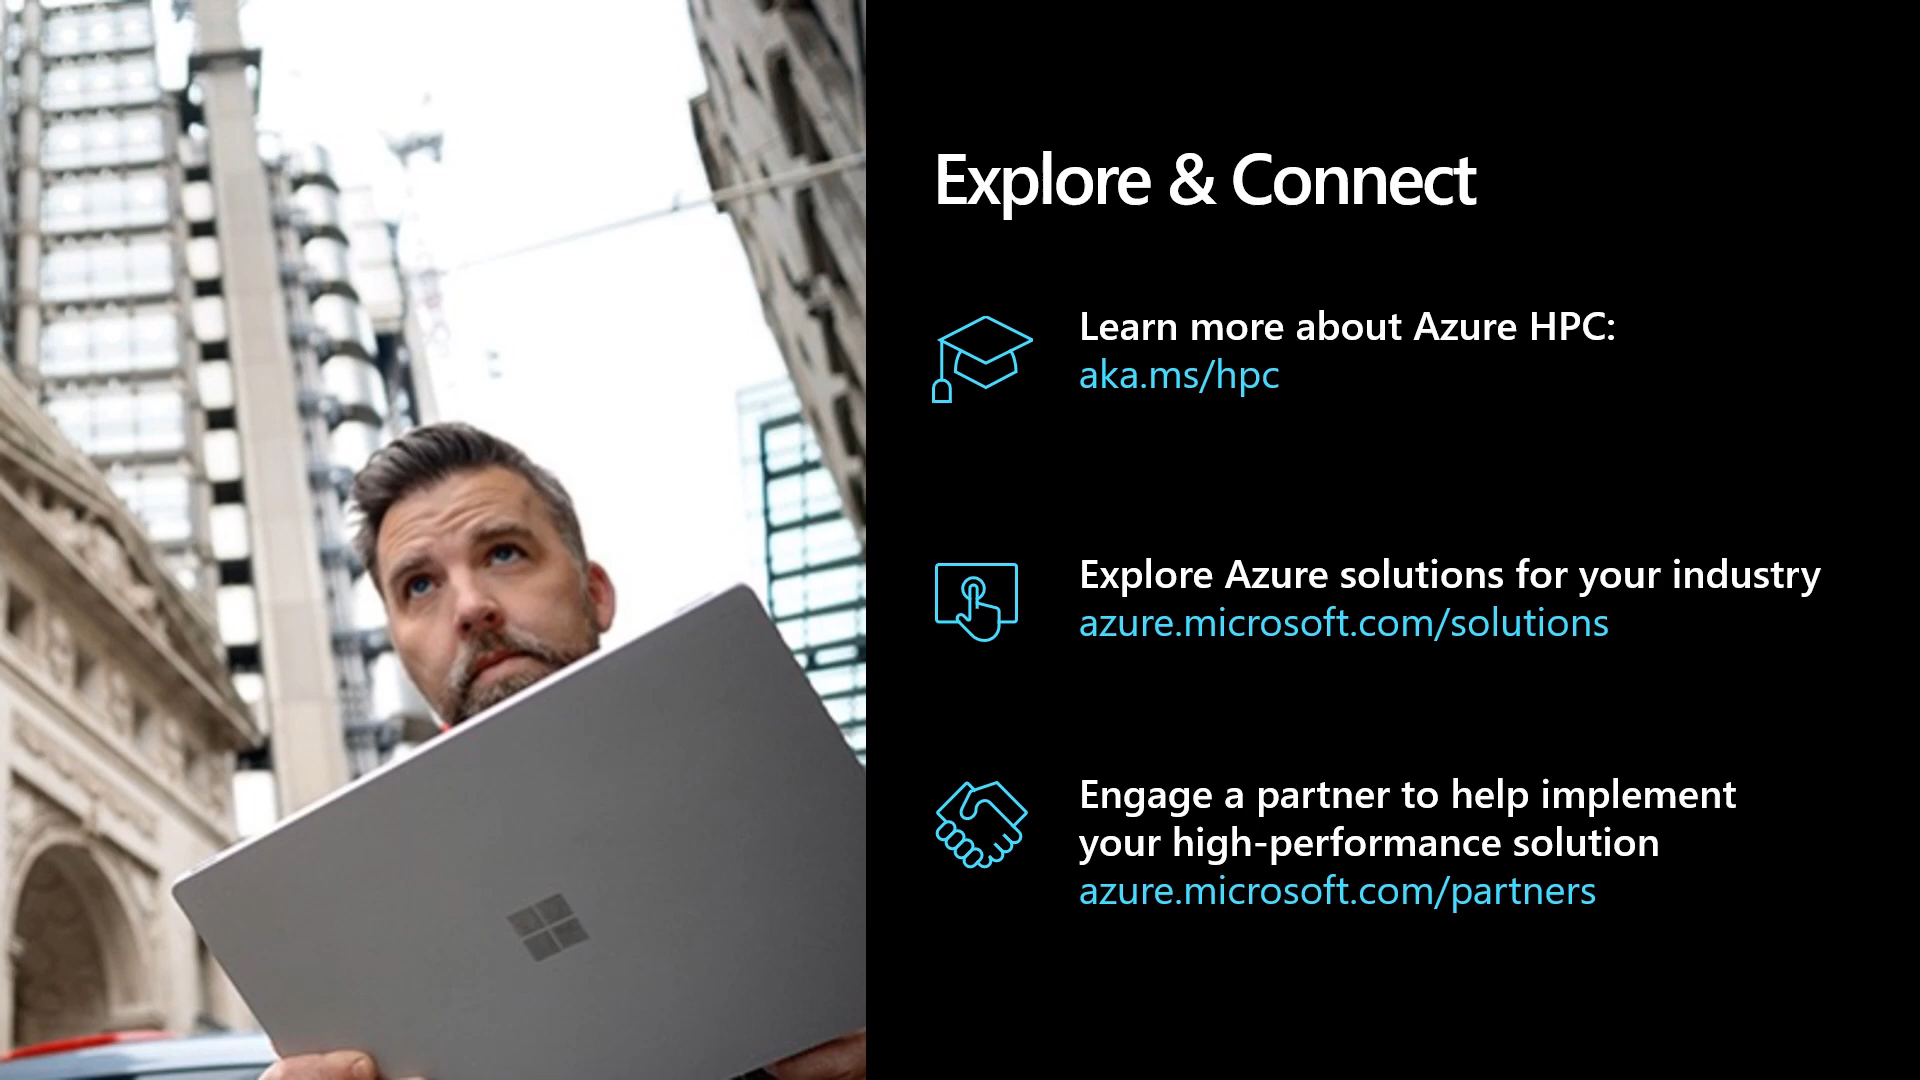 Explore & Connect
Learn more about Azure HPC:
aka.ms/hpc
Explore Azure solutions for your industry
azure.microsoft.com/solutions
Engage a partner to help implement
your high-performance solution
azure.microsoft.com/partners